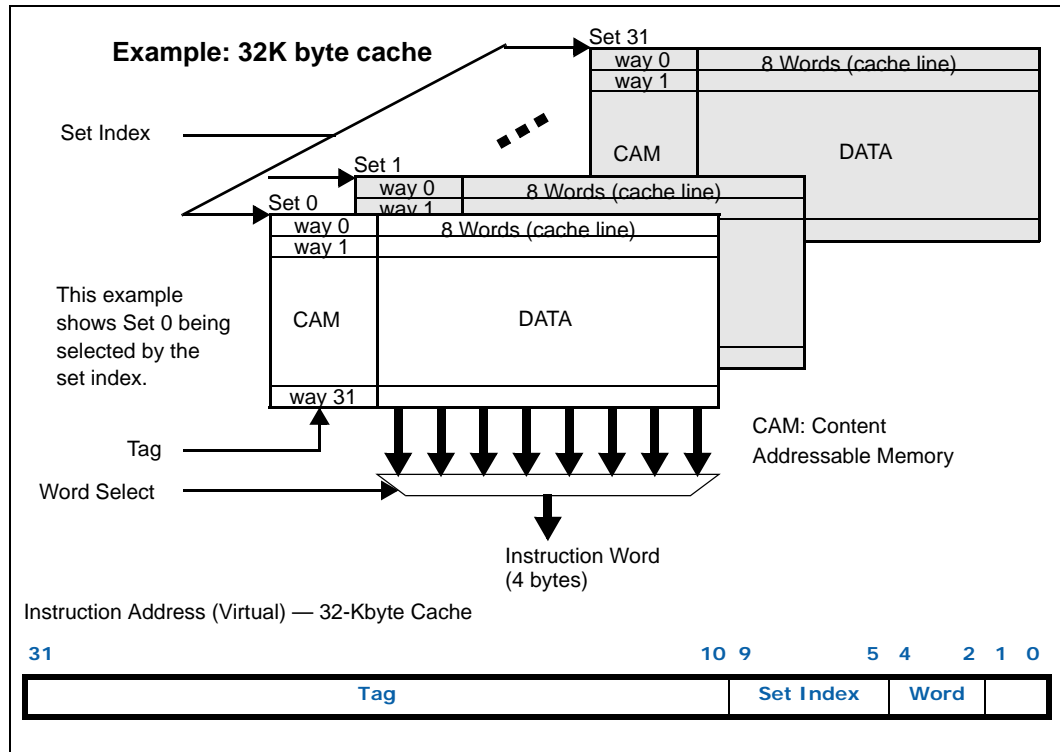 Example: 32K byte cache
Set 31
way 0
8 Words (cache line)
way 1
Set Index
CAM
DATA
Set 1
way 0
8 Words (cache line)
way 1
Set 0
way 0
8 Words (cache line)
way 1
This example
shows Set 0 being
selected by the
set index.
CAM
DATA
way 31
Tag
CAM: Content
Addressable Memory
Word Select
Instruction Word
(4 bytes)
Instruction Address (Virtual) — 32-Kbyte Cache
31 10 9 5 4 2 1 0
Tag Set Index Word